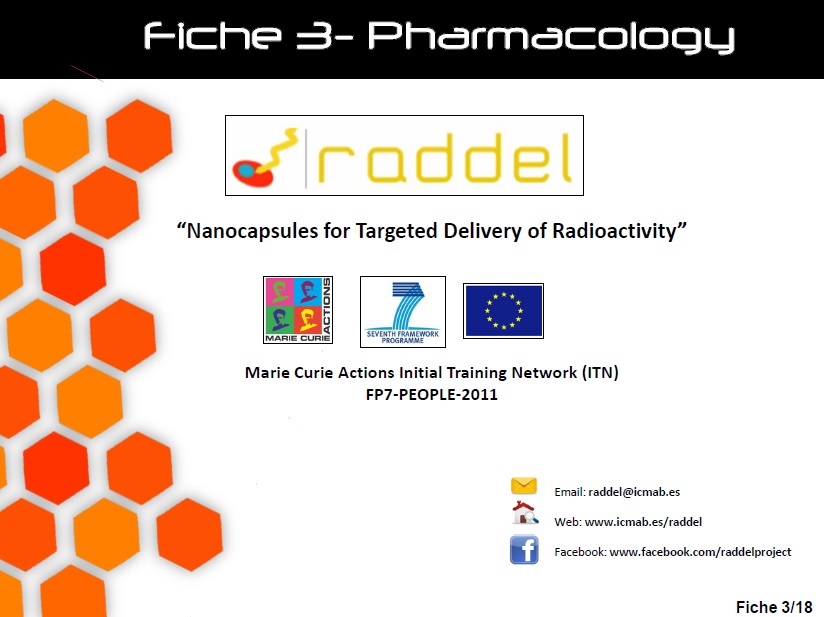 Fiche 3- Pharmacology
raddel
“Nanocapsules for Targeted Delivery of Radioactivity”
MARIE CURIE ACTIONS
SEVENTH FRAMEWORK
PROGRAMME
Marie Curie Actions Initial Training Network (ITN)
FP7-PEOPLE-2011
Email: raddel@icmab.es
Web: www.icmab.es/raddel
Facebook: www.facebook.com/raddelproject
Fiche 3/18